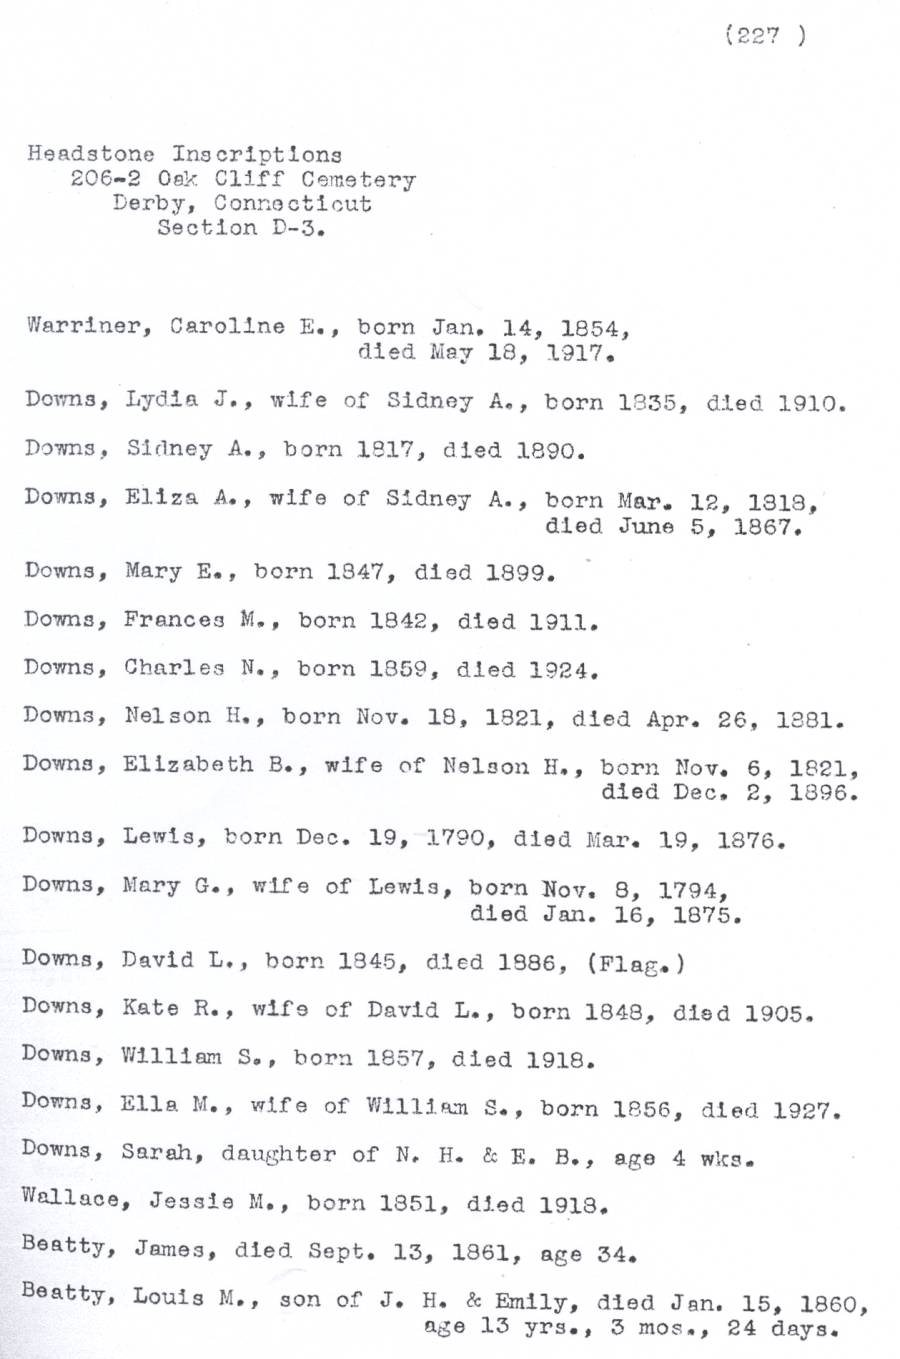 (227 )
Headstone Inscriptions
206-2 Oak Cliff Cemetery
Derby, Connecticut
Section D-3.
Warriner, Caroline E., born Jan. 14, 1854,
died May 18, 1917.
Downs, Lydia J., wife of Sidney A., born 1835, died 1910.
Downs, Sidney A., born 1817, died 1890.
Downs, Eliza A., wife of Sidney A., born Mar. 12, 1818,
died June 5, 1867.
Downs, Mary E., born 1847, died 1899.
Downs, Frances M., born 1842, died 1911.
Downs, Charles N., born 1859, died 1924.
Downs, Nelson H., born Nov. 18, 1821, died Apr. 26, 1881.
Downs, Elizabeth B., wife of Nelson H., born Nov. 6, 1821,
died Dec. 2, 1896.
Downs, Lewis, born Dec. 19, 1790, died Mar. 19, 1876.
Downs, Mary G., wife of Lewis, born Nov. 8, 1794,
died Jan. 16, 1875.
Downs, David L., born 1845, died 1886, (Flag.)
Downs, Kate R., wife of David L., born 1848, died 1905.
Downs, William S., born 1857, died 1918.
Downs, Ella M., wife of William S., born 1856, died 1927.
Downs, Sarah, daughter of N. H. & E. B., age 4 wks.
Wallace, Jessie M., born 1851, died 1918.
Beatty, James, died Sept. 13, 1861, age 34.
Beatty, Louis M., son of J. H. & Emily, died Jan. 15, 1860,
age 13 yrs., 3 mos., 24 days.